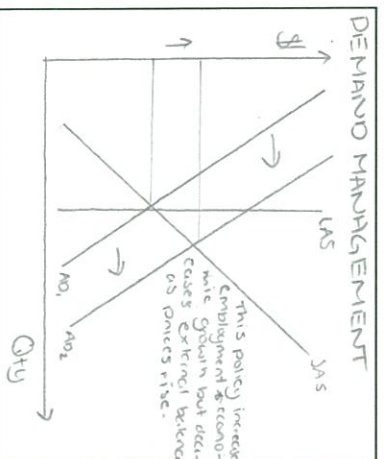 DEMAND MANAGEMENT
$
LAS
SAS
This policy increase
employment & econo-
mic growth but decr-
eases external balance
as prices rise.
AD1
AD2
Qty